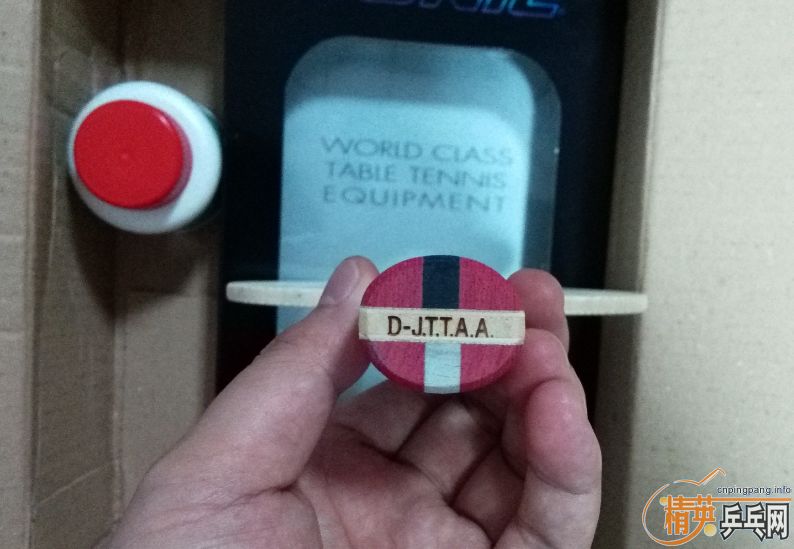 WORLD CLASS
TABLE TENNIS
EQUIPMENT
D-J.T.T.A.A.
cnpingpang.info
精英乒乓网